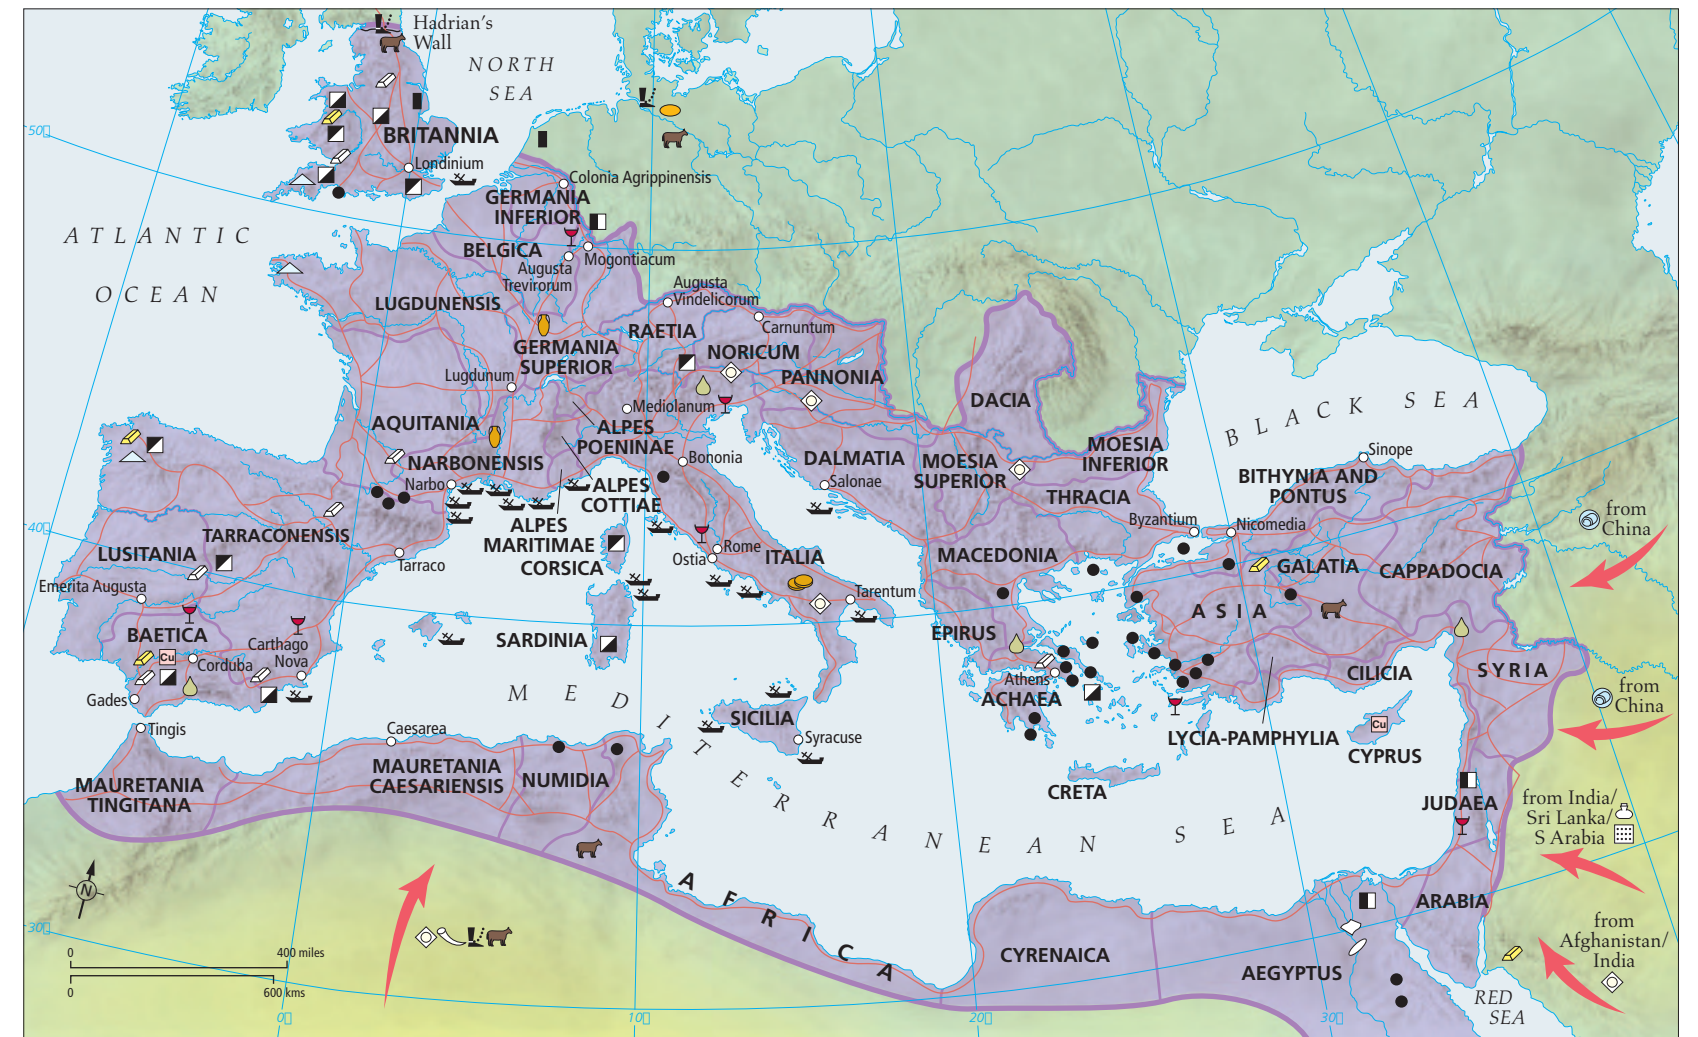 Hadrian's
Wall
NORTH
SEA
50
BRITANNIA
Londinium
Colonia Agrippinensis
GERMANIA
INFERIOR
ATLANTIC
OCEAN
BELGICA
Mogontiacum
Augusta
Trevirorum
LUGDUNENSIS
Augusta
Vindelicorum
RAETIA
Carnuntum
GERMANIA
SUPERIOR
NORICUM
Lugdunum
PANNONIA
DACIA
BLACK SEA
Mediolanum
AQUITANIA
ALPES
POENINAE
NARBONENSIS
Bononia
DALMATIA
MOESIA
SUPERIOR
MOESIA
INFERIOR
Sinope
BITHYNIA AND
PONTUS
Narbo
ALPES
COTTIAE
Salonae
THRACIA
from
China
40
TARRACONENSIS
ALPES
MARITIMAE
Byzantium
Nicomedia
LUSITANIA
Tarraco
CORSICA
Rome
Ostia
ITALIA
MACEDONIA
GALATIA
CAPPADOCIA
Emerita Augusta
Tarentum
ASIA
BAETICA
Carthago
Nova
SARDINIA
EPIRUS
Cu
Corduba
Athens
CILICIA
SYRIA
Gades
MEDITERRANEAN SEA
ACHAEA
from
China
Tingis
Caesarea
SICILIA
Syracuse
LYCIA-PAMPHYLIA
Cu
CYPRUS
MAURETANIA
TINGITANA
MAURETANIA
CAESARIENSIS
NUMIDIA
CRETA
JUDAEA
from India/
Sri Lanka/
S Arabia
N
AFRICA
ARABIA
30
0
400 miles
CYRENAICA
AEGYPTUS
from
Afghanistan/
India
0
600 kms
RED
SEA
0
10
20
30